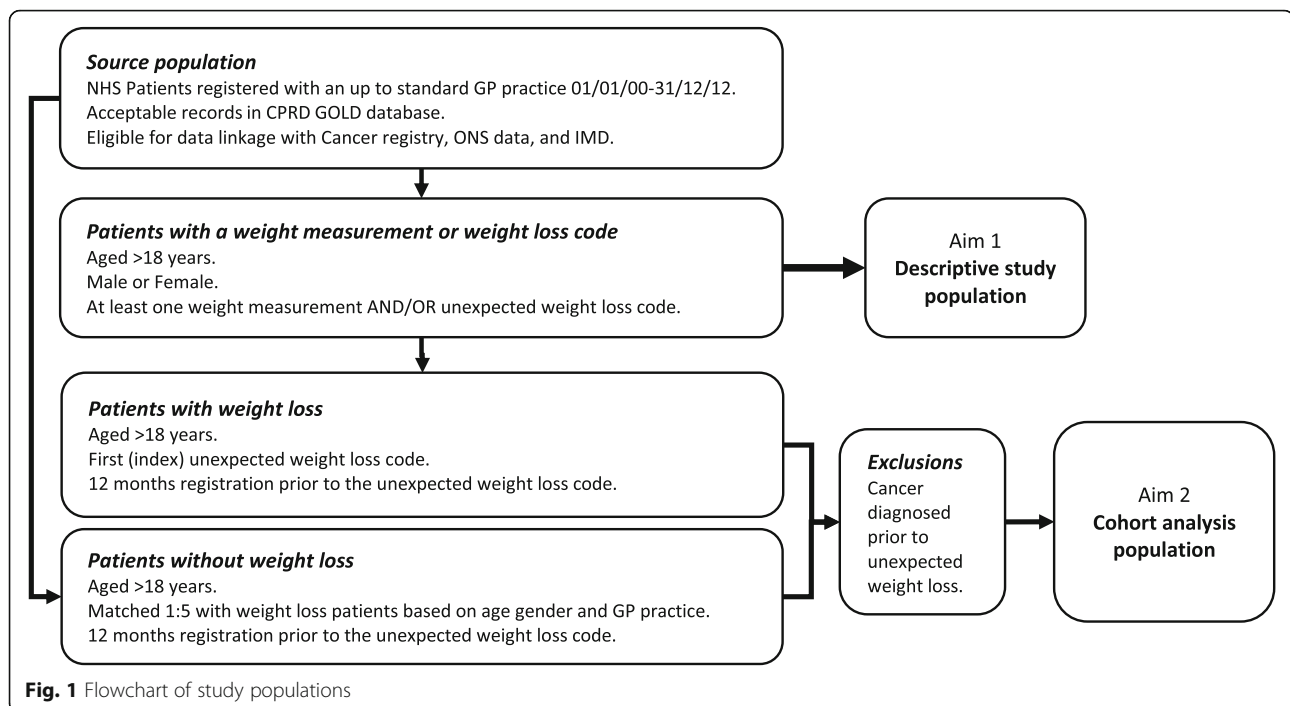 Source population
NHS Patients registered with an up to standard GP practice 01/01/00-31/12/12.
Acceptable records in CPRD GOLD database.
Eligible for data linkage with Cancer registry, ONS data, and IMD.
Patients with a weight measurement or weight loss code
Aged >18 years.
Male or Female.
At least one weight measurement AND/OR unexpected weight loss code.
Aim 1
Descriptive study
population
Patients with weight loss
Aged >18 years.
First (index) unexpected weight loss code.
12 months registration prior to the unexpected weight loss code.
Patients without weight loss
Aged >18 years.
Matched 1:5 with weight loss patients based on age gender and GP practice.
12 months registration prior to the unexpected weight loss code.
Exclusions
Cancer
diagnosed
prior to
unexpected
weight loss.
Aim 2
Cohort analysis
population
Fig. 1 Flowchart of study populations